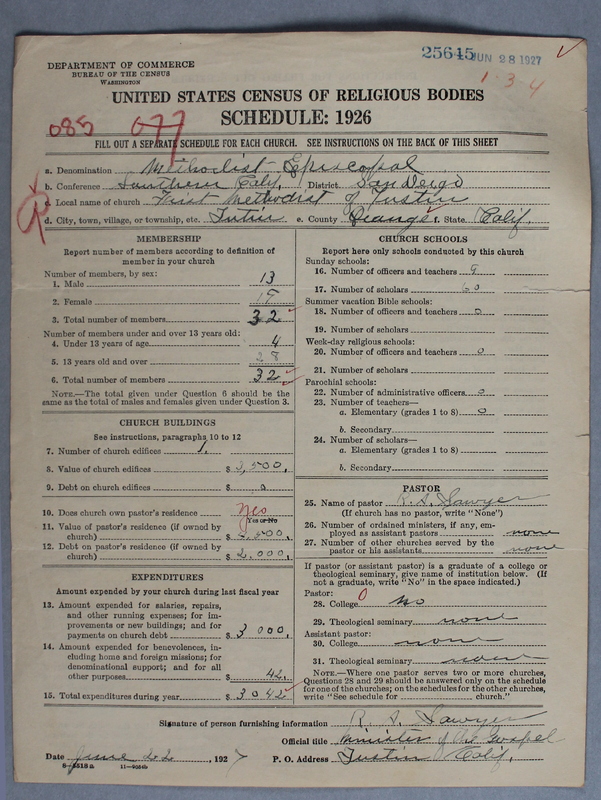 25645 JUN 28 1927
DEPARTMENT OF COMMERCE
BUREAU OF THE CENSUS
WASHINGTON
1-3-4
UNITED STATES CENSUS OF RELIGIOUS BODIES
SCHEDULE: 1926
085 077
FILL OUT A SEPARATE SCHEDULE FOR EACH CHURCH. SEE INSTRUCTIONS ON THE BACK OF THIS SHEET
a. Denomination Methodist Episcopal
b. Conference Southern Calif. District San Diego
c. Local name of church First Methodist of Tustin
d. City, town, village, or township, etc. Tustin e. County Orange f. State Calif.
MEMBERSHIP
Report number of members according to definition of
member in your church
Number of members, by sex:
1. Male 13
2. Female 19
3. Total number of members 32
Number of members under and over 13 years old:
4. Under 13 years of age 4
5. 13 years old and over 28
6. Total number of members 32
NOTE.—The total given under Question 6 should be the
same as the total of males and females given under Question 3.
CHURCH BUILDINGS
See instructions, paragraphs 10 to 12
7. Number of church edifices 1.
8. Value of church edifices $3,500.
9. Debt on church edifices $ 0
10. Does church own pastor's residence Yes
Yes or No
11. Value of pastor's residence (if owned by
church) $ ,500.
12. Debt on pastor's residence (if owned by
church) $2,000.
EXPENDITURES
Amount expended by your church during last fiscal year
13. Amount expended for salaries, repairs,
and other running expenses; for im-
provements or new buildings; and for
payments on church debt $3 000.
14. Amount expended for benevolences, in-
cluding home and foreign missions; for
denominational support; and for all
other purposes $ 42.
15. Total expenditures during year $3042
CHURCH SCHOOLS
Report here only schools conducted by this church
Sunday schools:
16. Number of officers and teachers 9
17. Number of scholars 60
Summer vacation Bible schools:
18. Number of officers and teachers 0
19. Number of scholars
Week-day religious schools:
20. Number of officers and teachers 0
21. Number of scholars
Parochial schools:
22. Number of administrative officers 0
23. Number of teachers—
a. Elementary (grades 1 to 8) 0
b. Secondary
24. Number of scholars—
a. Elementary (grades 1 to 8)
b. Secondary
PASTOR
25. Name of pastor R. S. Sawyer
(If church has no pastor, write "None")
26. Number of ordained ministers, if any, em-
ployed as assistant pastors none
27. Number of other churches served by the
pastor or his assistants none
If pastor (or assistant pastor) is a graduate of a college or
theological seminary, give name of institution below. (If
not a graduate, write "No" in the space indicated.)
Pastor: 0
28. College no
29. Theological seminary none
Assistant pastor:
30. College none
31. Theological seminary none
NOTE.—Where one pastor serves two or more churches,
Questions 28 and 29 should be answered only on the schedule
for one of the churches; on the schedules for the other churches,
write "See schedule for church."
Signature of person furnishing information R. S. Sawyer
Official title Minister of the Gospel
Date June 22, 1927 P. O. Address Tustin Calif.